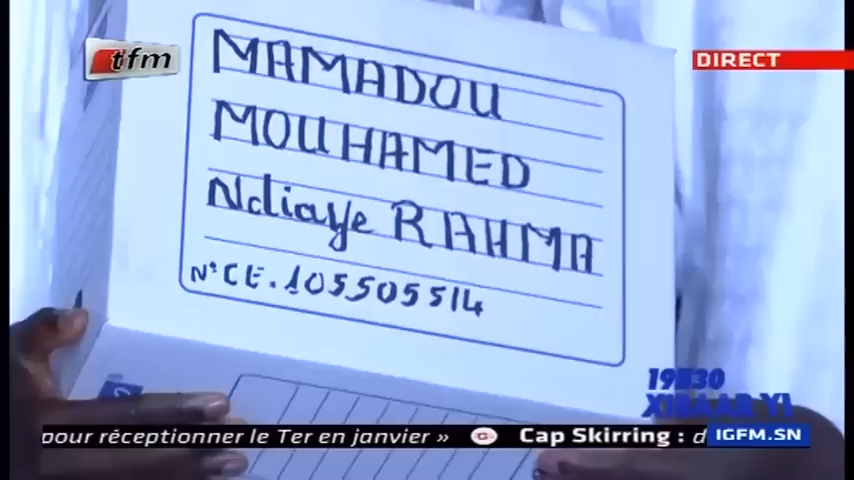 tfm
DIRECT
MAMADOU
MOUHAMED
Ndiaye RAHMA
N° CE. 105505514
19H30
XIBAAR YI
pour réceptionner le Ter en janvier » Cap Skirring : d
IGFM.SN